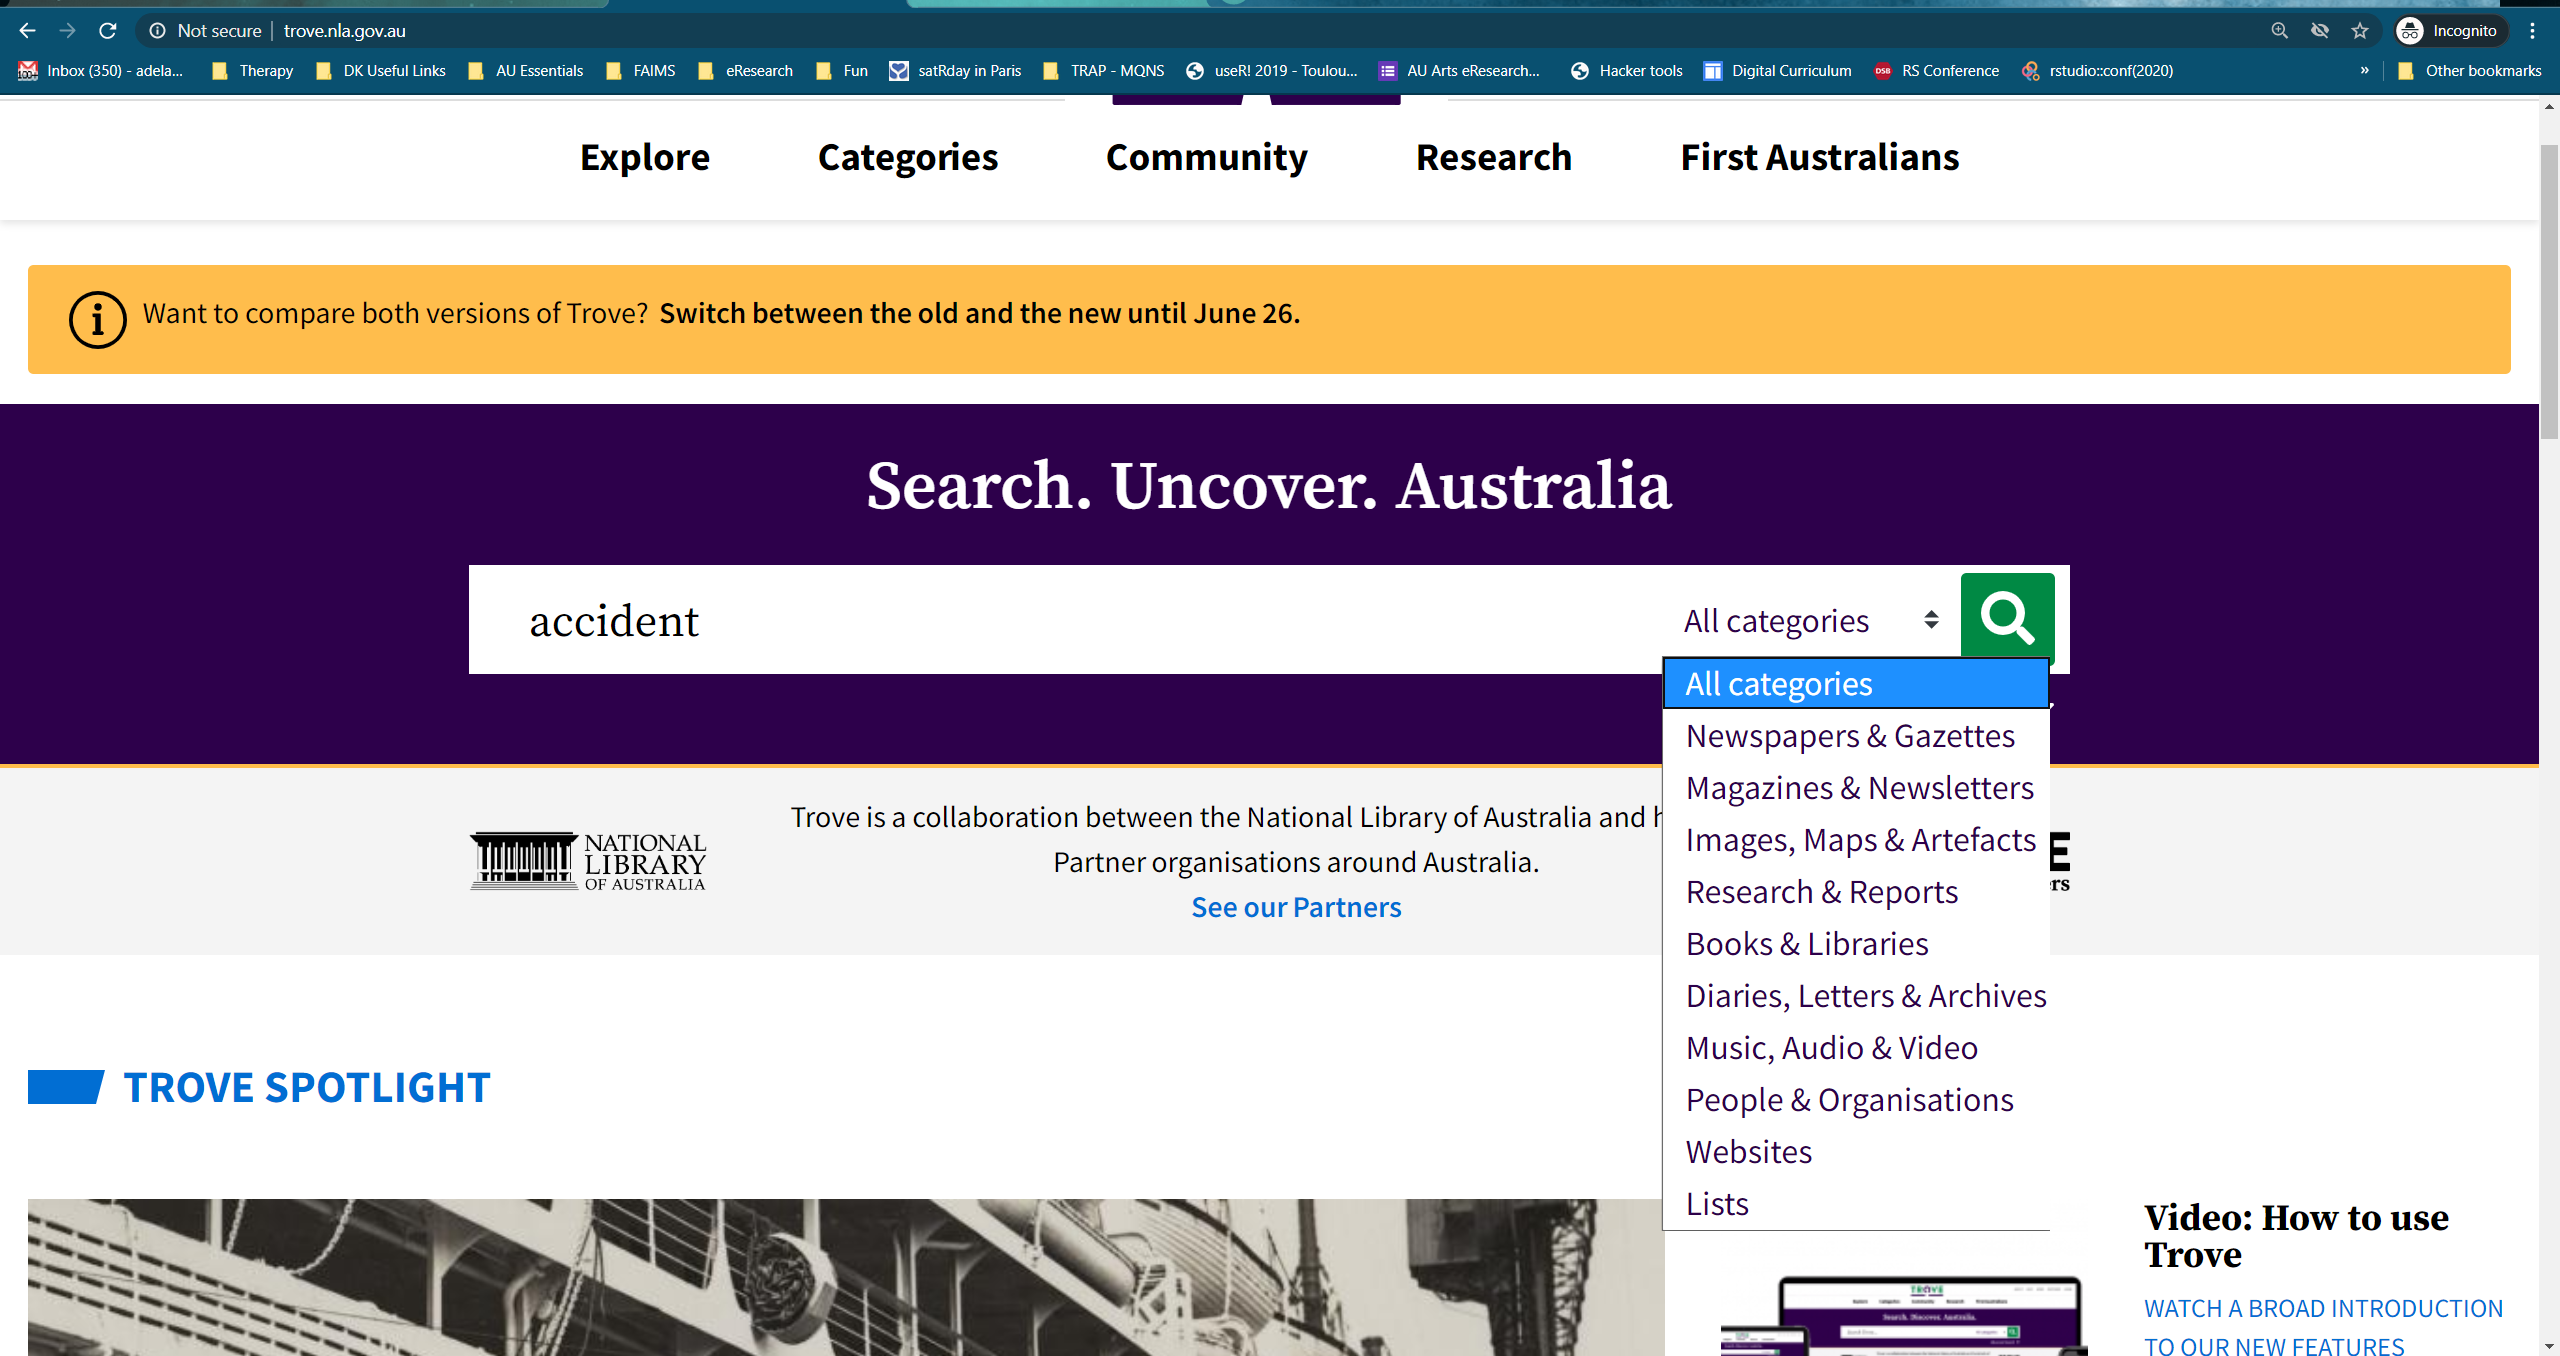 Not secure trove.nla.gov.au Incognito
Inbox (350) - adela... Therapy DK Useful Links AU Essentials FAIMS eResearch Fun satRday in Paris TRAP - MQNS useR! 2019 - Toulou... AU Arts eResearch... Hacker tools Digital Curriculum RS Conference rstudio::conf(2020) » Other bookmarks
Explore Categories Community Research First Australians
Want to compare both versions of Trove? Switch between the old and the new until June 26.
Search. Uncover. Australia
accident All categories
All categories
Newspapers & Gazettes
Magazines & Newsletters
Images, Maps & Artefacts
Research & Reports
Books & Libraries
Diaries, Letters & Archives
Music, Audio & Video
People & Organisations
Websites
Lists
NATIONAL
LIBRARY
OF AUSTRALIA
Trove is a collaboration between the National Library of Australia and
Partner organisations around Australia.
See our Partners
E
rs
TROVE SPOTLIGHT
Video: How to use
Trove
WATCH A BROAD INTRODUCTION
TO OUR NEW FEATURES
TROVE
Search. Discover. Australia.